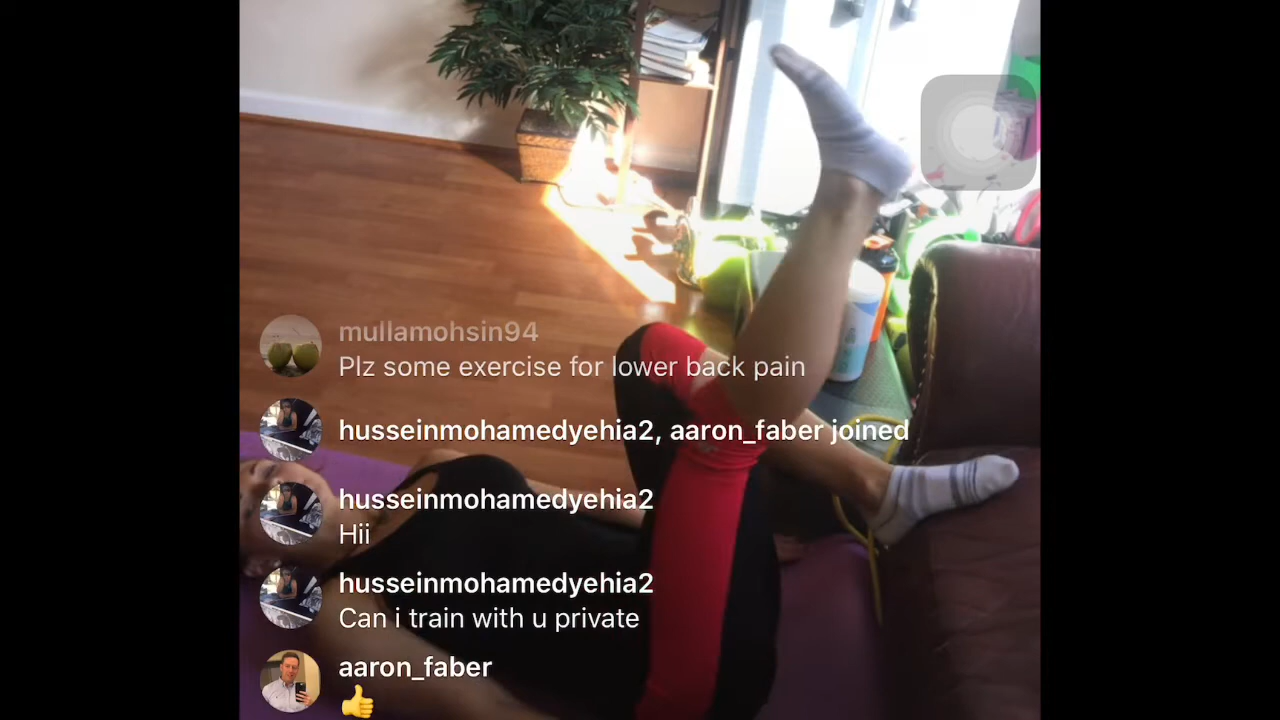 mullamohsin94
Plz some exercise for lower back pain
husseinmohamedyehia2, aaron_faber joined
husseinmohamedyehia2
Hii
husseinmohamedyehia2
Can i train with u private
aaron_faber
👍